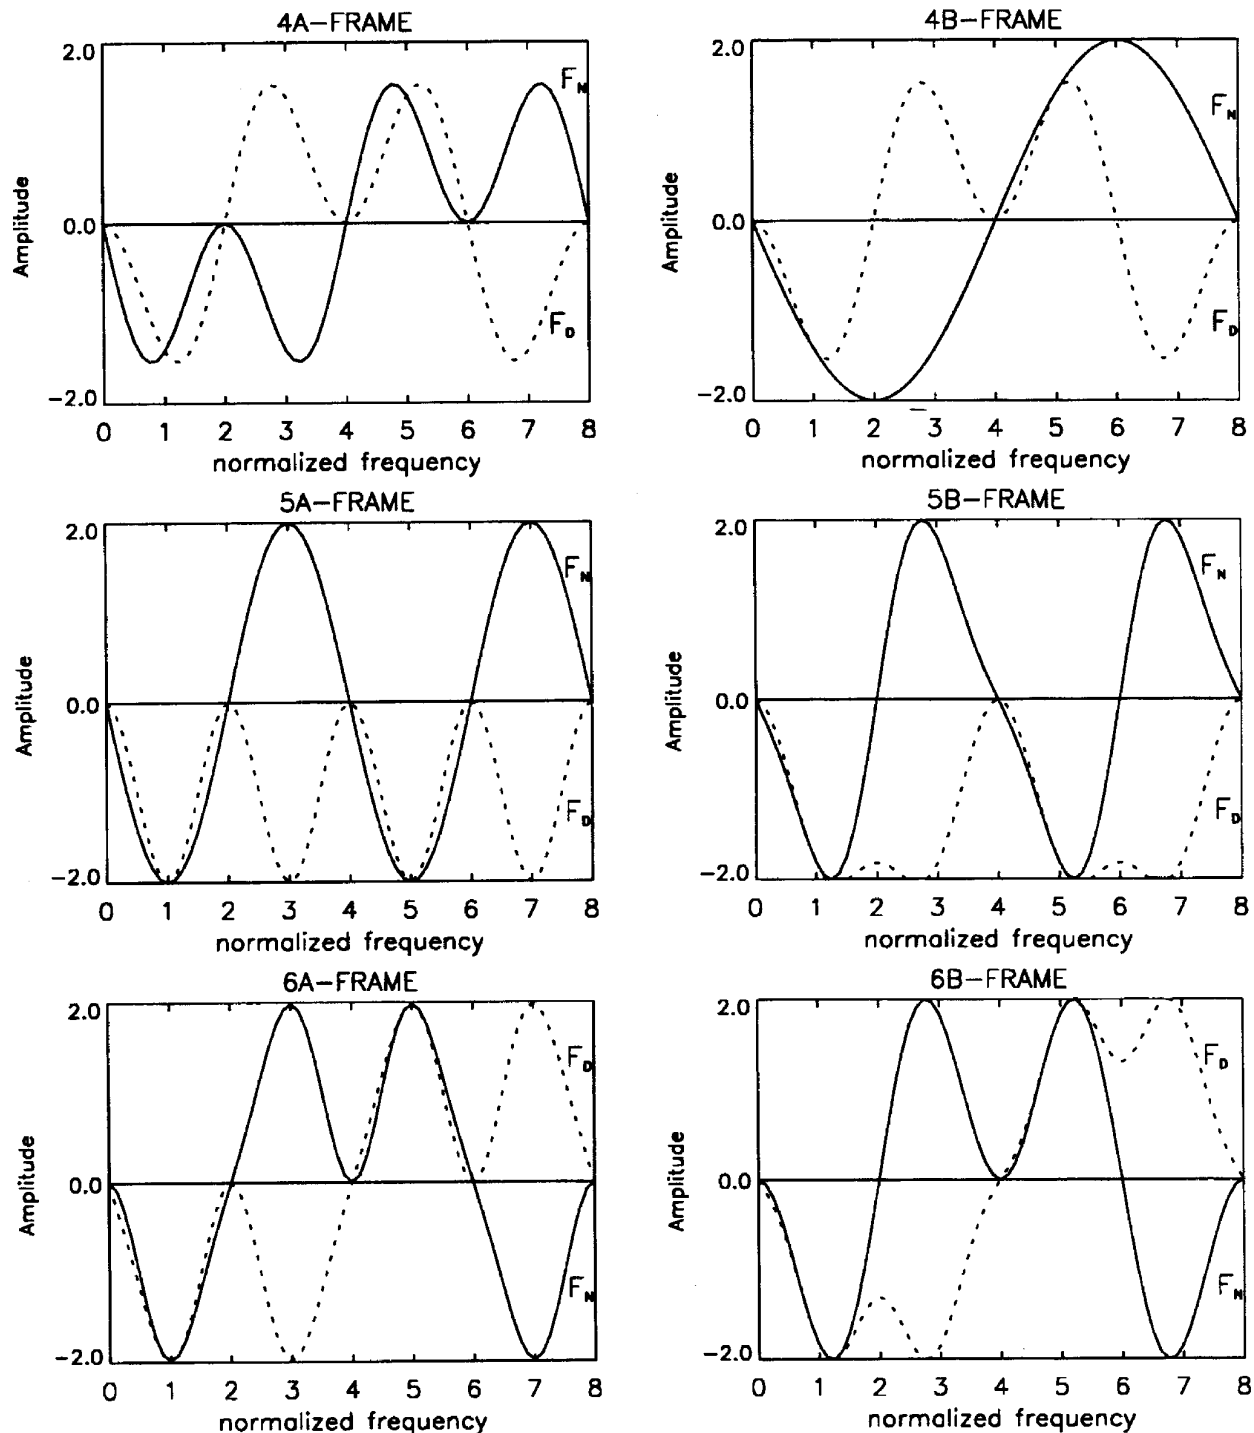 4A-FRAME
2.0
0.0
-2.0
Amplitude
F_N
F_D
0 1 2 3 4 5 6 7 8
normalized frequency
4B-FRAME
2.0
0.0
-2.0
Amplitude
F_N
F_D
0 1 2 3 4 5 6 7 8
normalized frequency
5A-FRAME
2.0
0.0
-2.0
Amplitude
F_N
F_D
0 1 2 3 4 5 6 7 8
normalized frequency
5B-FRAME
2.0
0.0
-2.0
Amplitude
F_N
F_D
0 1 2 3 4 5 6 7 8
normalized frequency
6A-FRAME
2.0
0.0
-2.0
Amplitude
F_D
F_N
0 1 2 3 4 5 6 7 8
normalized frequency
6B-FRAME
2.0
0.0
-2.0
Amplitude
F_D
F_N
0 1 2 3 4 5 6 7 8
normalized frequency